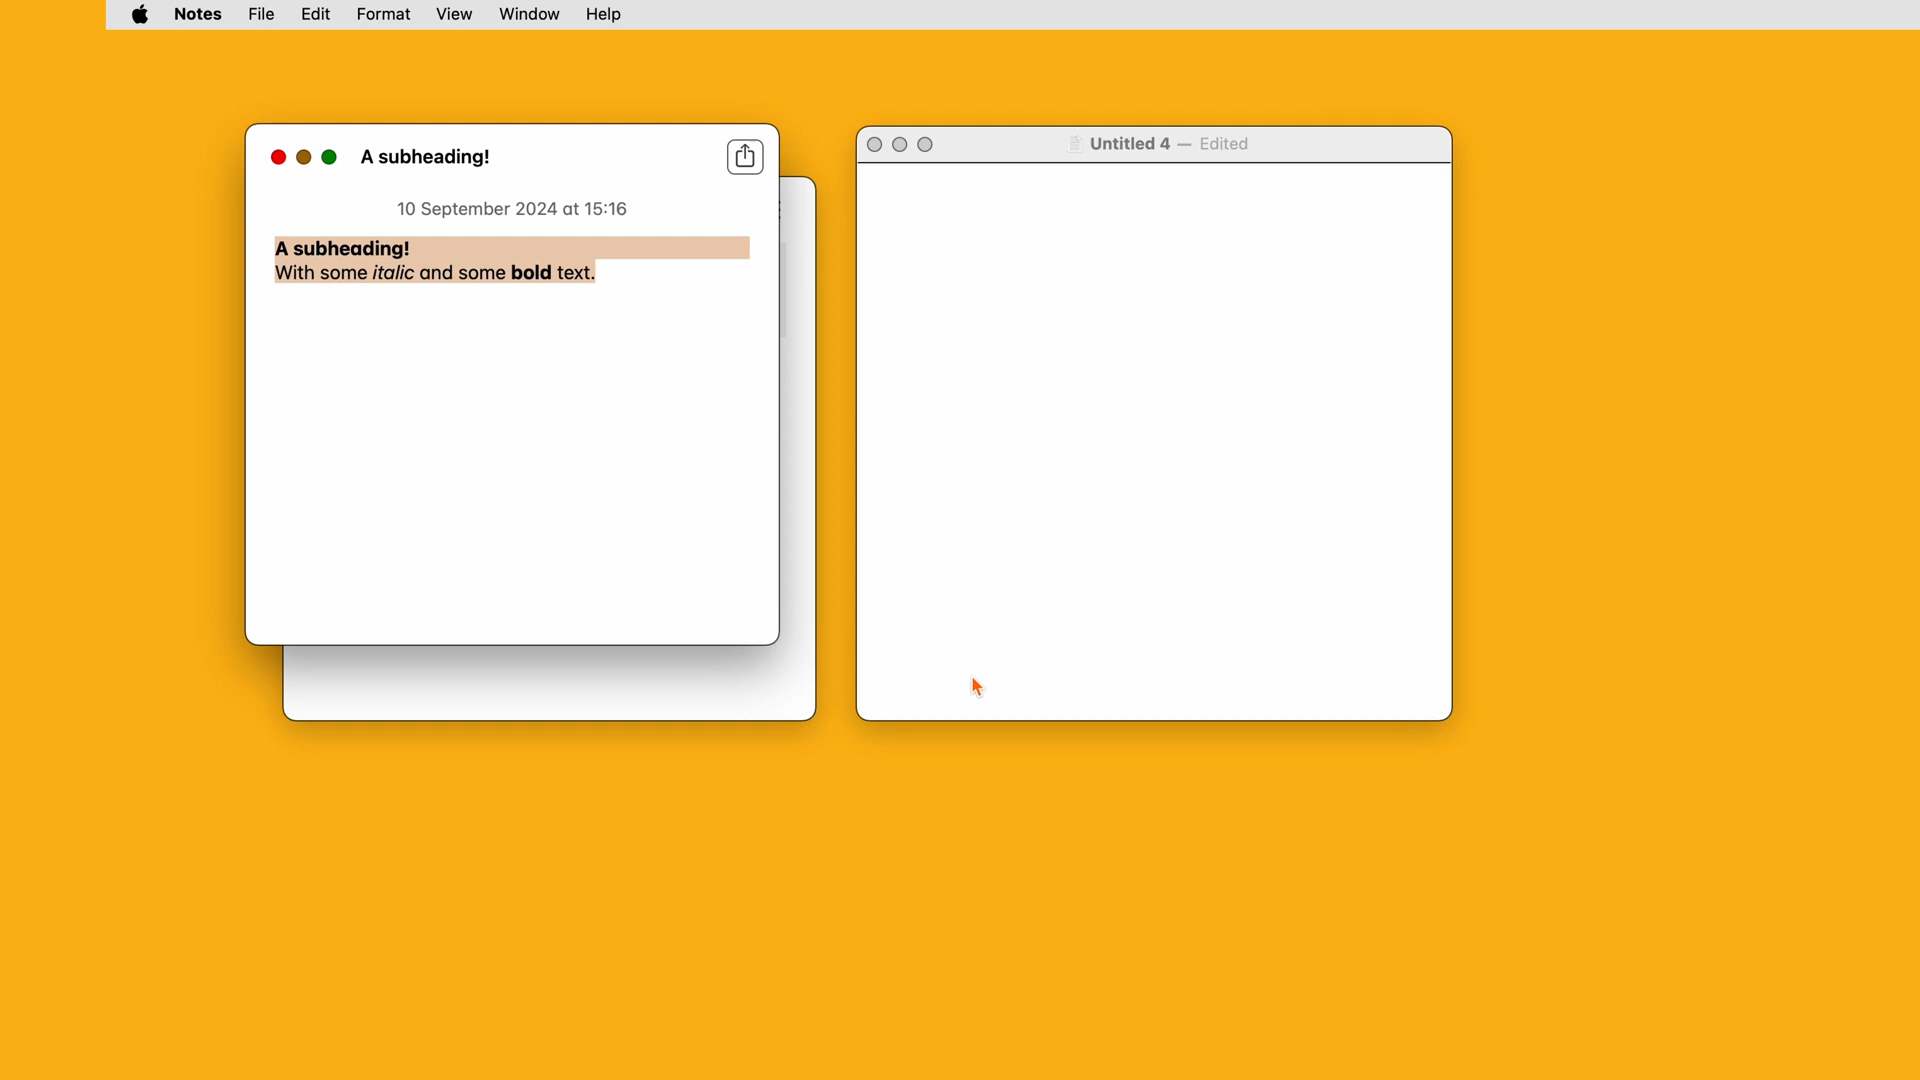 Notes File Edit Format View Window Help
A subheading!
10 September 2024 at 15:16
A subheading!
With some italic and some bold text.
Untitled 4 — Edited